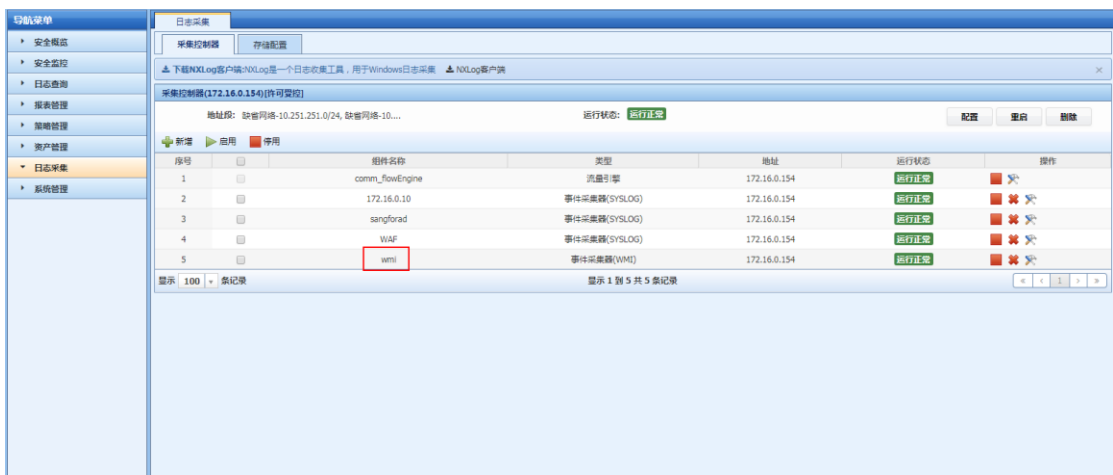 导航菜单
安全概览
安全监控
日志查询
报表管理
策略管理
资产管理
日志采集
系统管理
日志采集
采集控制器 存储配置
下载NXLog客户端:NXLog是一个日志收集工具，用于Windows日志采集 NXLog客户端 ×
采集控制器(172.16.0.154)[许可受控]
地址段: 缺省网络-10.251.251.0/24, 缺省网络-10.... 运行状态: 运行正常 配置 重启 删除
新增 启用 停用
序号 组件名称 类型 地址 运行状态 操作
1 comm_flowEngine 流量引擎 172.16.0.154 运行正常
2 172.16.0.10 事件采集器(SYSLOG) 172.16.0.154 运行正常
3 sangforad 事件采集器(SYSLOG) 172.16.0.154 运行正常
4 WAF 事件采集器(SYSLOG) 172.16.0.154 运行正常
5 wmi 事件采集器(WMI) 172.16.0.154 运行正常
显示 100 条记录 显示 1 到 5 共 5 条记录 « ‹ 1 › »